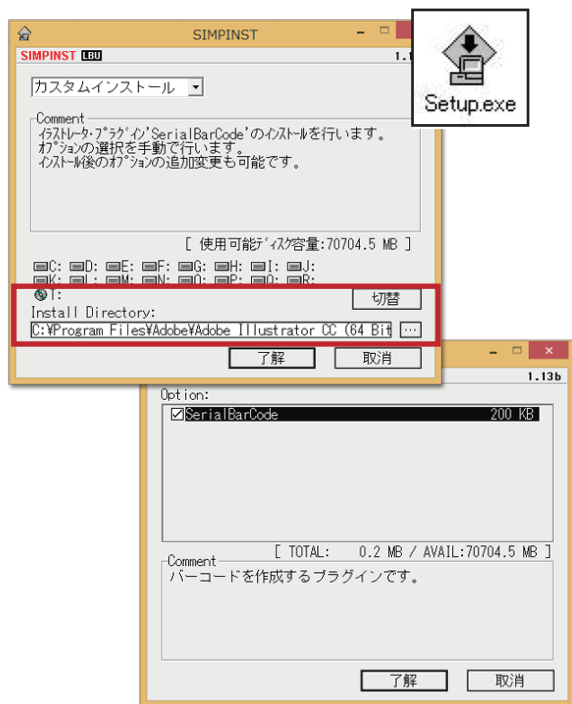 SIMPINST
SIMPINST LBU
カスタムインストール
Setup.exe
Comment
イラストレータ・プラグイン'SerialBarCode'のインストールを行います。
オプションの選択を手動で行います。
インストール後のオプションの追加変更も可能です。
[ 使用可能ディスク容量:70704.5 MB ]
C: D: E: F: G: H: I: J:
K: L: M: N: O: P: Q: R:
T:
切替
Install Directory:
C:¥Program Files¥Adobe¥Adobe Illustrator CC (64 Bit
...
了解 取消
1.13b
Option:
SerialBarCode 200 KB
[ TOTAL: 0.2 MB / AVAIL:70704.5 MB ]
Comment
バーコードを作成するプラグインです。
了解 取消